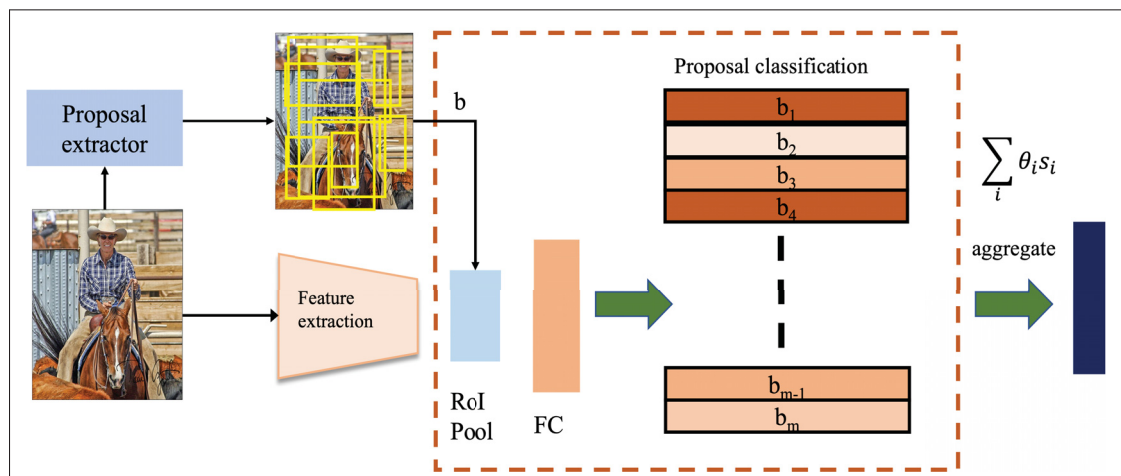 Proposal
extractor
b
Feature
extraction
RoI
Pool
FC
Proposal classification
b₁
b₂
b₃
b₄
bₘ₋₁
bₘ
∑ᵢ θᵢsᵢ
aggregate